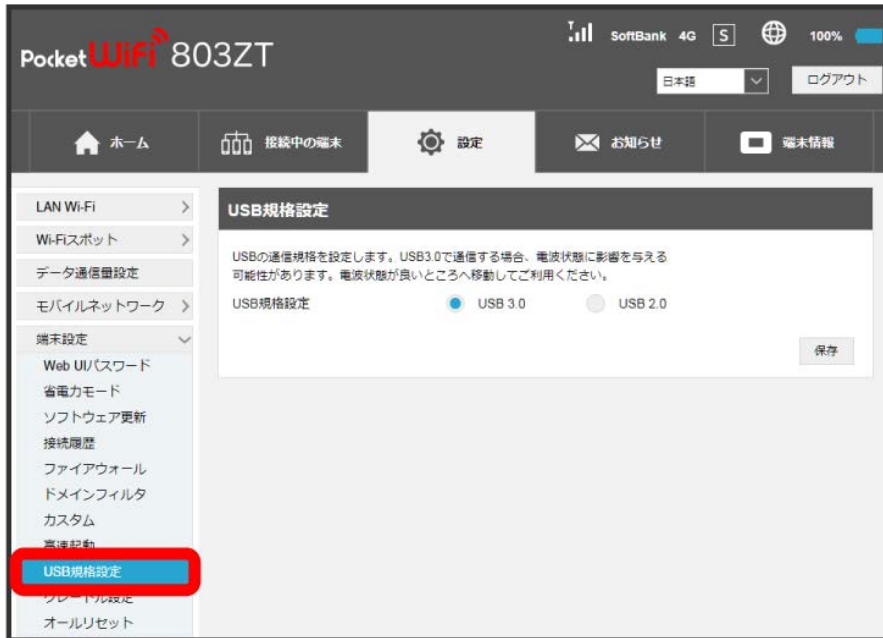 Pocket WiFi 803ZT
SoftBank 4G S 100%
日本語 ログアウト
ホーム 接続中の端末 設定 お知らせ 端末情報
LAN Wi-Fi
Wi-Fiスポット
データ通信量設定
モバイルネットワーク
端末設定
Web UIパスワード
省電力モード
ソフトウェア更新
接続履歴
ファイアウォール
ドメインフィルタ
カスタム
高速起動
USB規格設定
クレードル設定
オールリセット
USB規格設定
USBの通信規格を設定します。USB3.0で通信する場合、電波状態に影響を与える
可能性があります。電波状態が良いところへ移動してご利用ください。
USB規格設定 USB 3.0 USB 2.0
保存